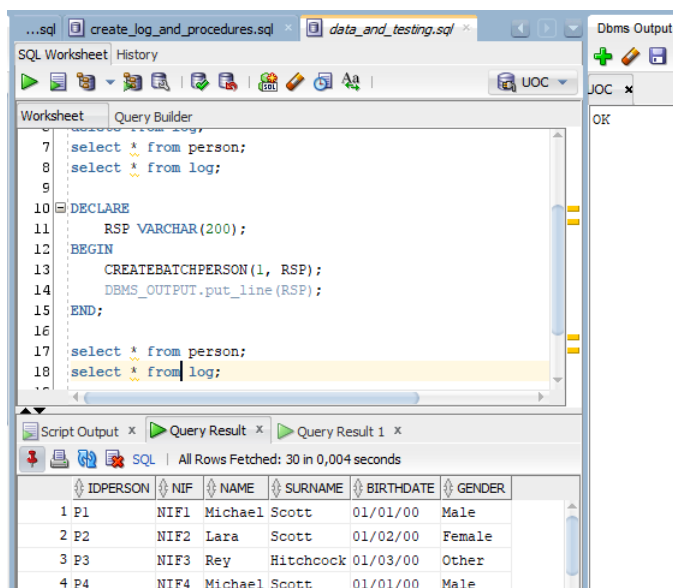 ...sql create_log_and_procedures.sql data_and_testing.sql Dbms Output
SQL Worksheet History
UOC
UOC
Worksheet Query Builder
OK
6 delete from log;
7 select * from person;
8 select * from log;
9
10 DECLARE
11 RSP VARCHAR(200);
12 BEGIN
13 CREATEBATCHPERSON(1, RSP);
14 DBMS_OUTPUT.put_line(RSP);
15 END;
16
17 select * from person;
18 select * from log;
Script Output x Query Result x Query Result 1 x
SQL | All Rows Fetched: 30 in 0,004 seconds
IDPERSON NIF NAME SURNAME BIRTHDATE GENDER
1 P1 NIF1 Michael Scott 01/01/00 Male
2 P2 NIF2 Lara Scott 01/02/00 Female
3 P3 NIF3 Rey Hitchcock 01/03/00 Other
4 P4 NIF4 Michael Scott 01/01/00 Male